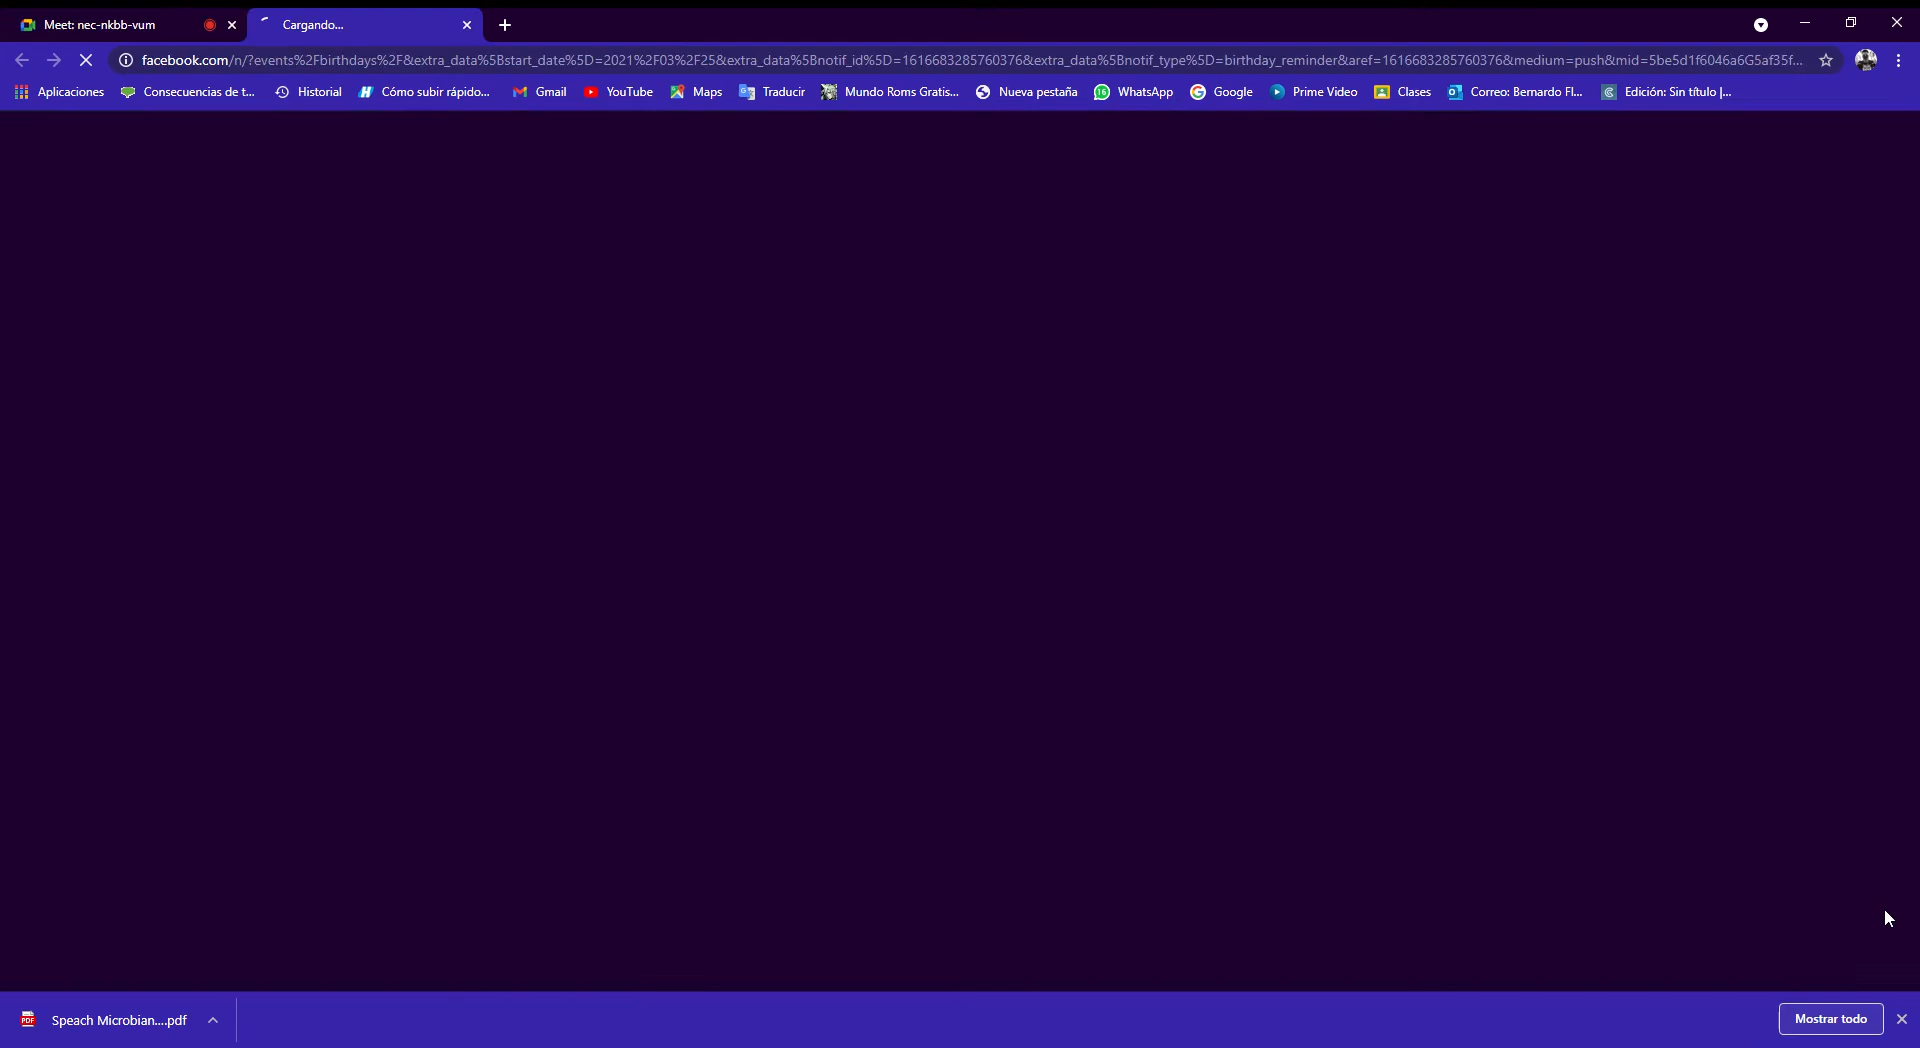 Meet: nec-nkbb-vum
Cargando...
facebook.com/n/?events%2Fbirthdays%2F&extra_data%5Bstart_date%5D=2021%2F03%2F25&extra_data%5Bnotif_id%5D=1616683285760376&extra_data%5Bnotif_type%5D=birthday_reminder&aref=1616683285760376&medium=push&mid=5be5d1f6046a6G5af35f...
Aplicaciones Consecuencias de t... Historial Cómo subir rápido... Gmail YouTube Maps Traducir Mundo Roms Gratis... Nueva pestaña 16 WhatsApp Google Prime Video Clases Correo: Bernardo Fl... Edición: Sin título |...
PDF Speach Microbian....pdf
Mostrar todo